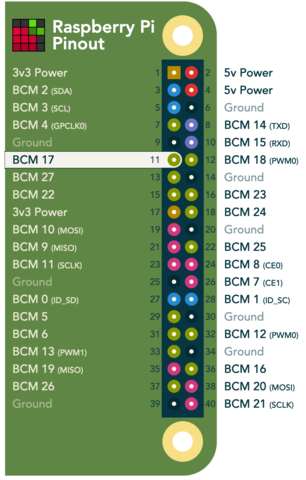 Raspberry Pi
Pinout
3v3 Power 1 2 5v Power
BCM 2 (SDA) 3 4 5v Power
BCM 3 (SCL) 5 6 Ground
BCM 4 (GPCLK0) 7 8 BCM 14 (TXD)
Ground 9 10 BCM 15 (RXD)
BCM 17 11 12 BCM 18 (PWM0)
BCM 27 13 14 Ground
BCM 22 15 16 BCM 23
3v3 Power 17 18 BCM 24
BCM 10 (MOSI) 19 20 Ground
BCM 9 (MISO) 21 22 BCM 25
BCM 11 (SCLK) 23 24 BCM 8 (CE0)
Ground 25 26 BCM 7 (CE1)
BCM 0 (ID_SD) 27 28 BCM 1 (ID_SC)
BCM 5 29 30 Ground
BCM 6 31 32 BCM 12 (PWM0)
BCM 13 (PWM1) 33 34 Ground
BCM 19 (MISO) 35 36 BCM 16
BCM 26 37 38 BCM 20 (MOSI)
Ground 39 40 BCM 21 (SCLK)